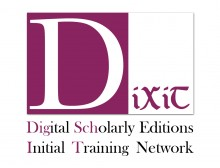 DiXiT
Digital Scholarly Editions
Initial Training Network